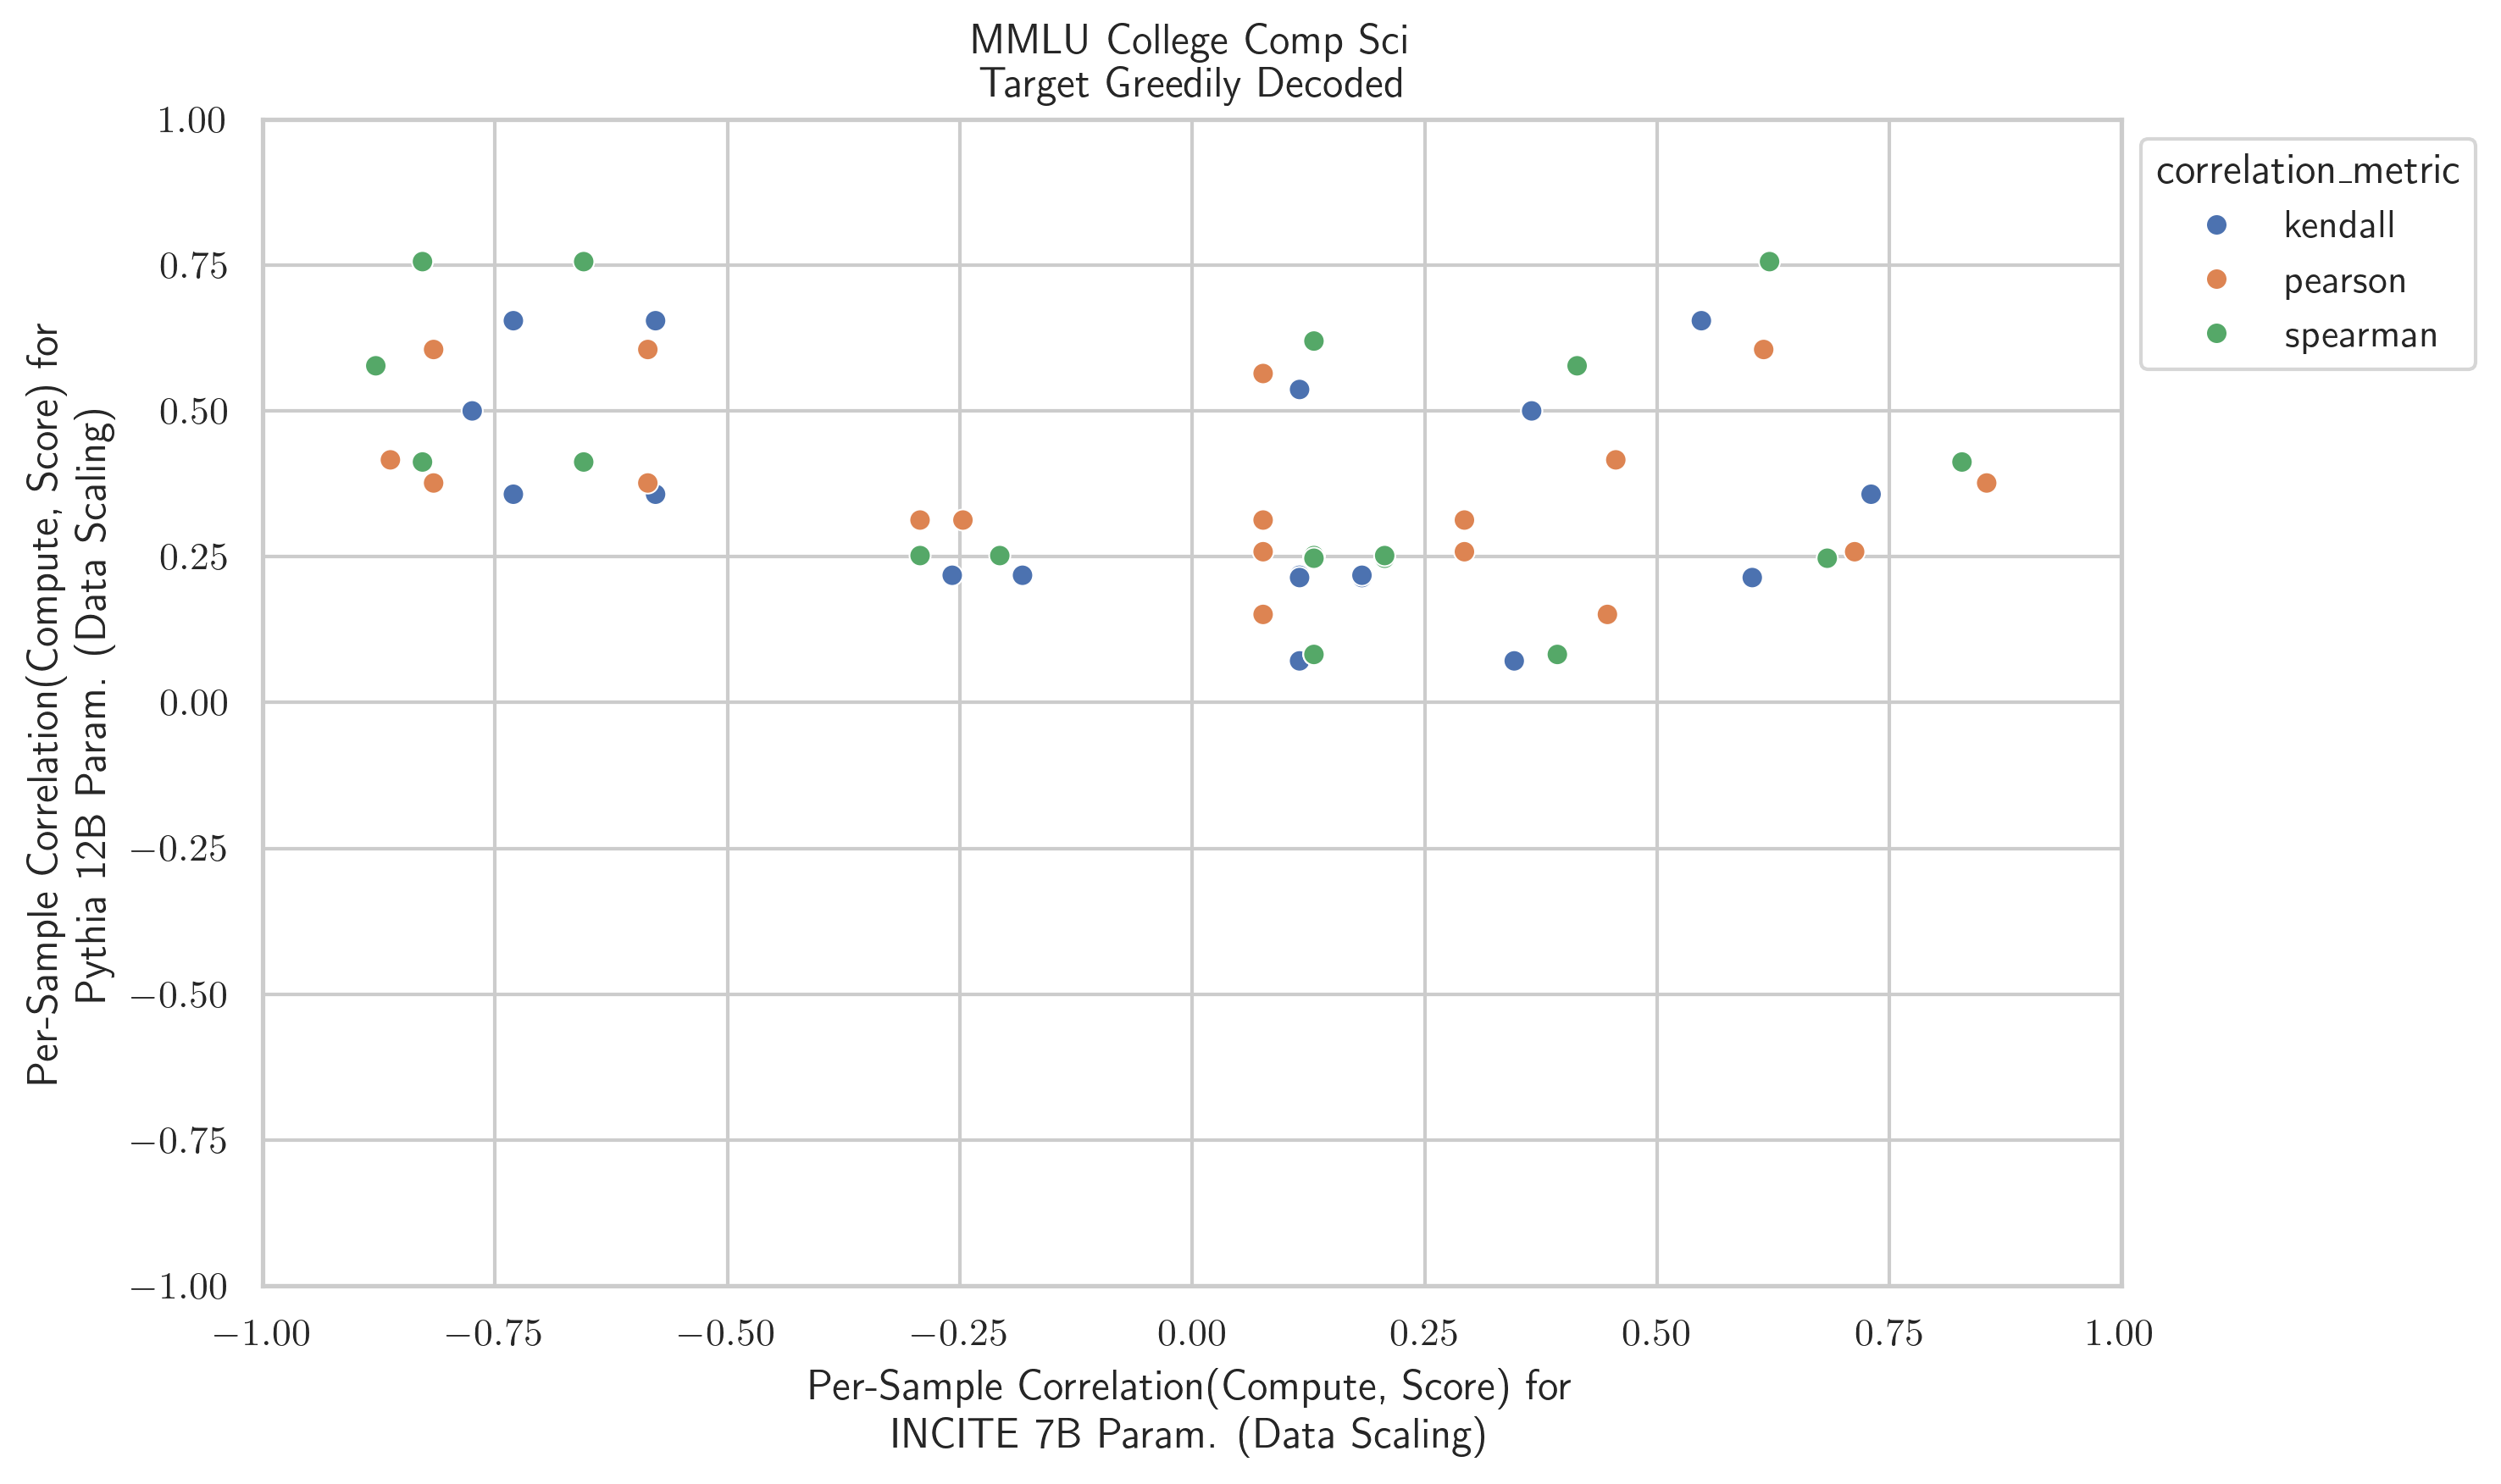 MMLU College Comp Sci
Target Greedily Decoded
Per-Sample Correlation(Compute, Score) for
Pythia 12B Param. (Data Scaling)
1.00
0.75
0.50
0.25
0.00
−0.25
−0.50
−0.75
−1.00
−1.00 −0.75 −0.50 −0.25 0.00 0.25 0.50 0.75 1.00
Per-Sample Correlation(Compute, Score) for
INCITE 7B Param. (Data Scaling)
correlation_metric
kendall
pearson
spearman